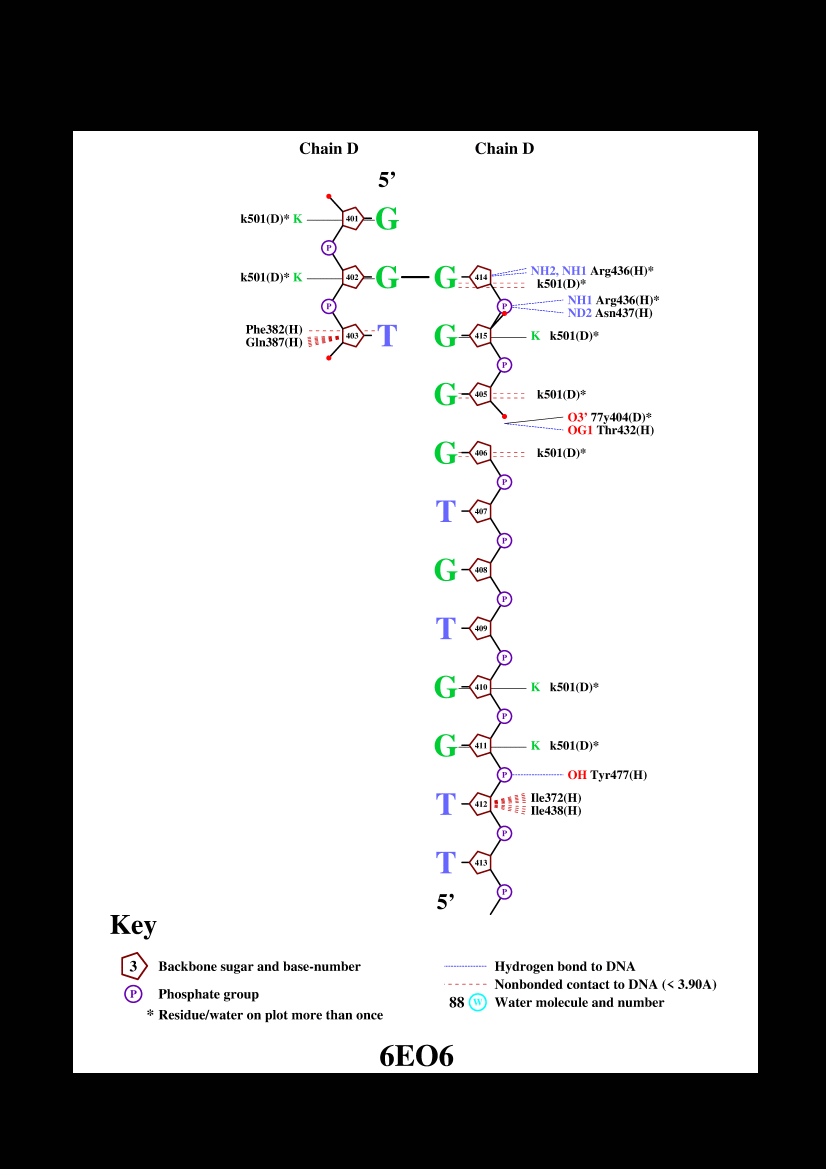 Chain D Chain D
5’
k501(D)* K 401 G
P
k501(D)* K 402 G G 414 NH2, NH1 Arg436(H)*
k501(D)*
P P NH1 Arg436(H)*
ND2 Asn437(H)
Phe382(H) 403 T G 415 K k501(D)*
Gln387(H)
P
G 405 k501(D)*
O3’ 77y404(D)*
OG1 Thr432(H)
G 406 k501(D)*
P
T 407
P
G 408
P
T 409
P
G 410 K k501(D)*
P
G 411 K k501(D)*
P OH Tyr477(H)
T 412 Ile372(H)
Ile438(H)
P
T 413
P
5’
Key
3 Backbone sugar and base-number
P Phosphate group
* Residue/water on plot more than once
Hydrogen bond to DNA
Nonbonded contact to DNA (< 3.90A)
88 W Water molecule and number
6EO6